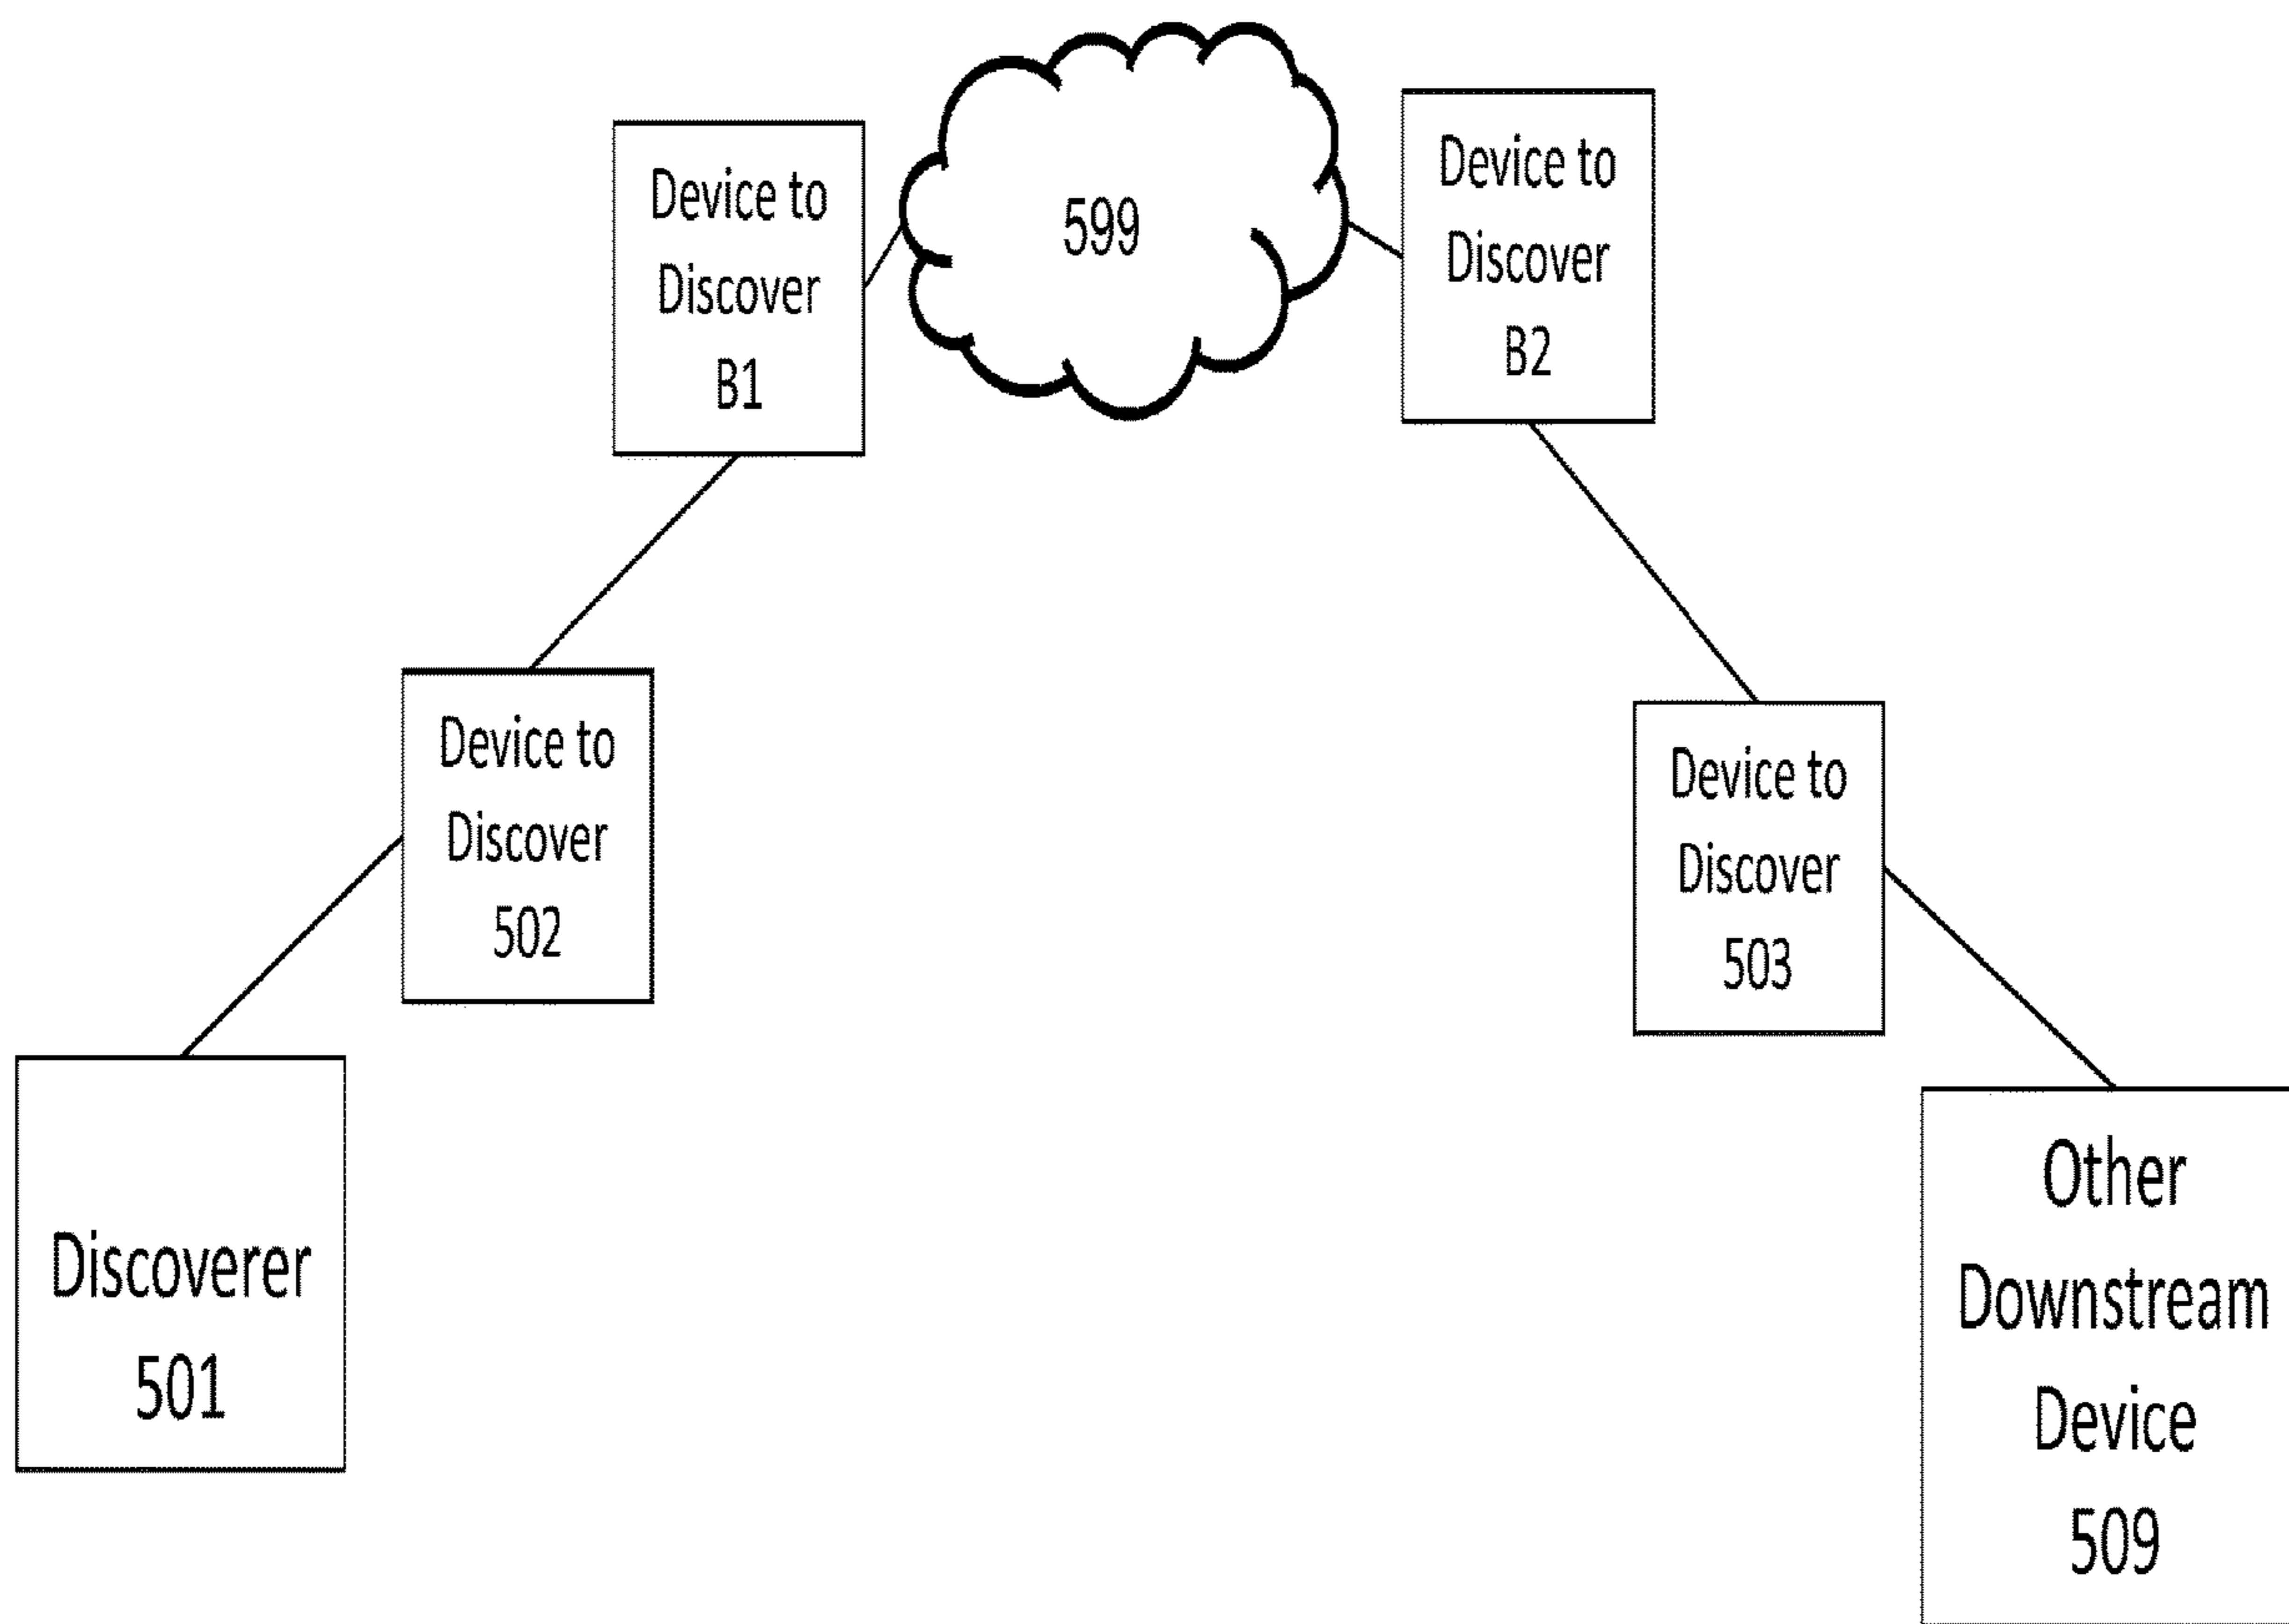 599
Device to
Discover
B1
Device to
Discover
B2
Device to
Discover
502
Device to
Discover
503
Discoverer
501
Other
Downstream
Device
509